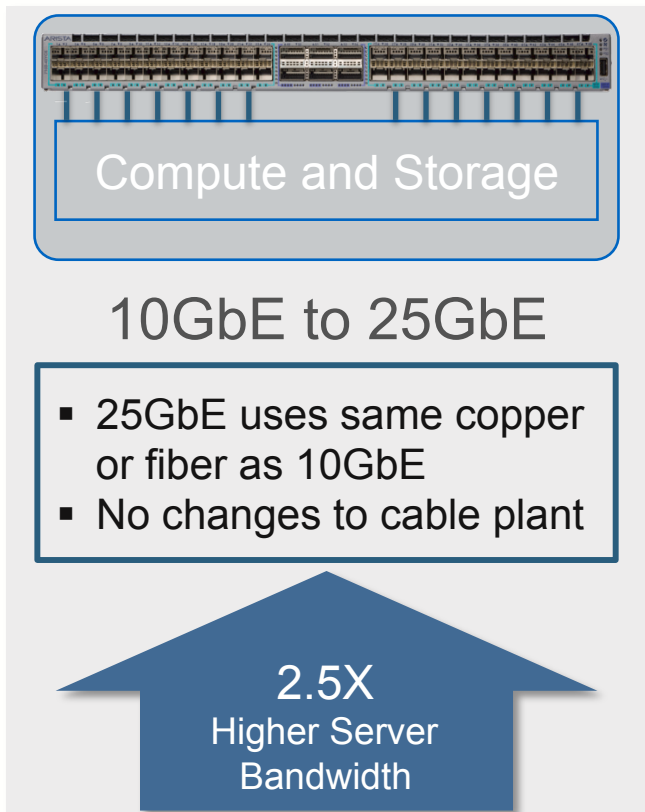 ARISTA
Compute and Storage
10GbE to 25GbE
▪ 25GbE uses same copper
or fiber as 10GbE
▪ No changes to cable plant
2.5X
Higher Server
Bandwidth